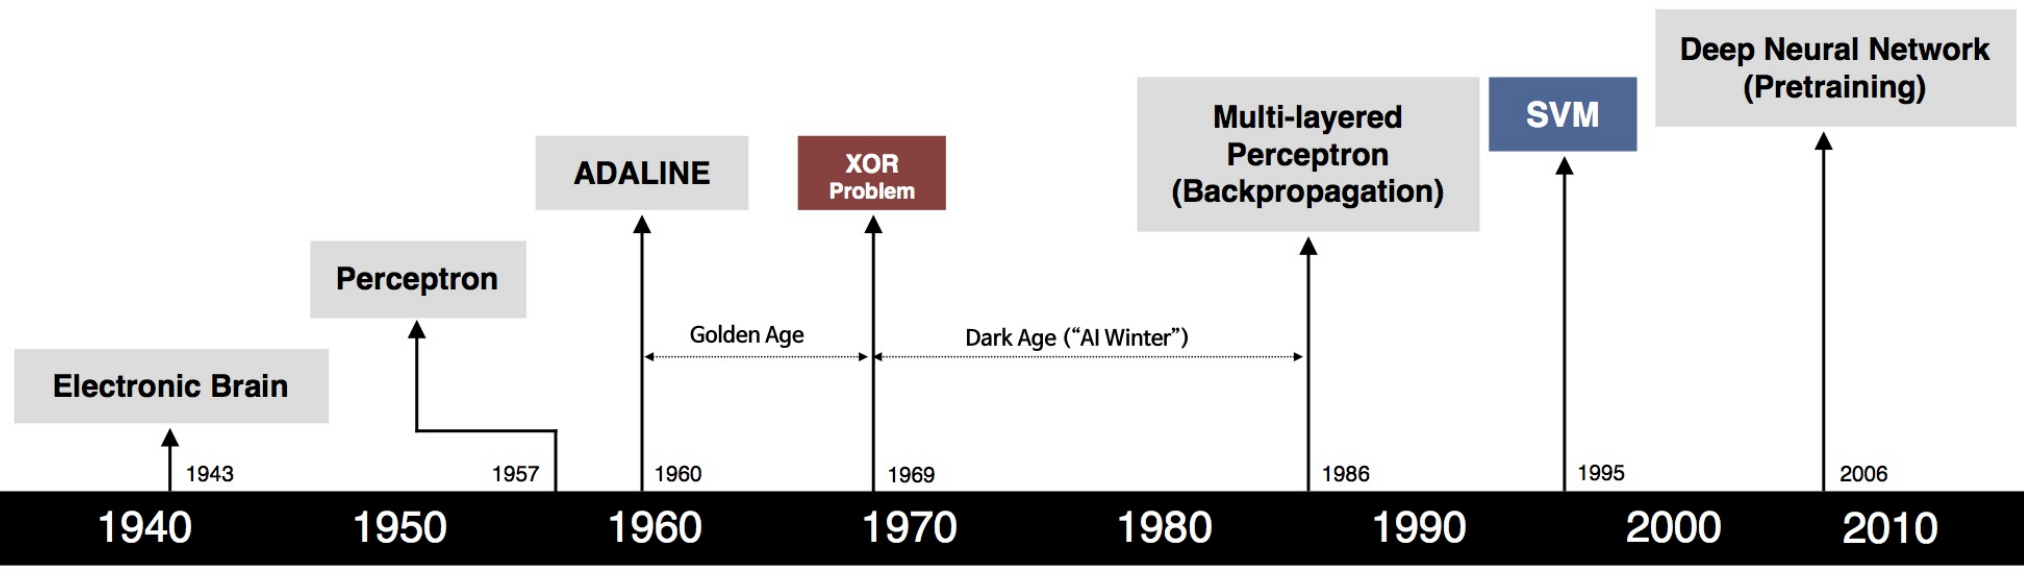 Deep Neural Network
(Pretraining)
Multi-layered
Perceptron
(Backpropagation)
SVM
ADALINE
XOR
Problem
Perceptron
Golden Age
Dark Age (“AI Winter”)
Electronic Brain
1943
1957
1960
1969
1986
1995
2006
1940
1950
1960
1970
1980
1990
2000
2010